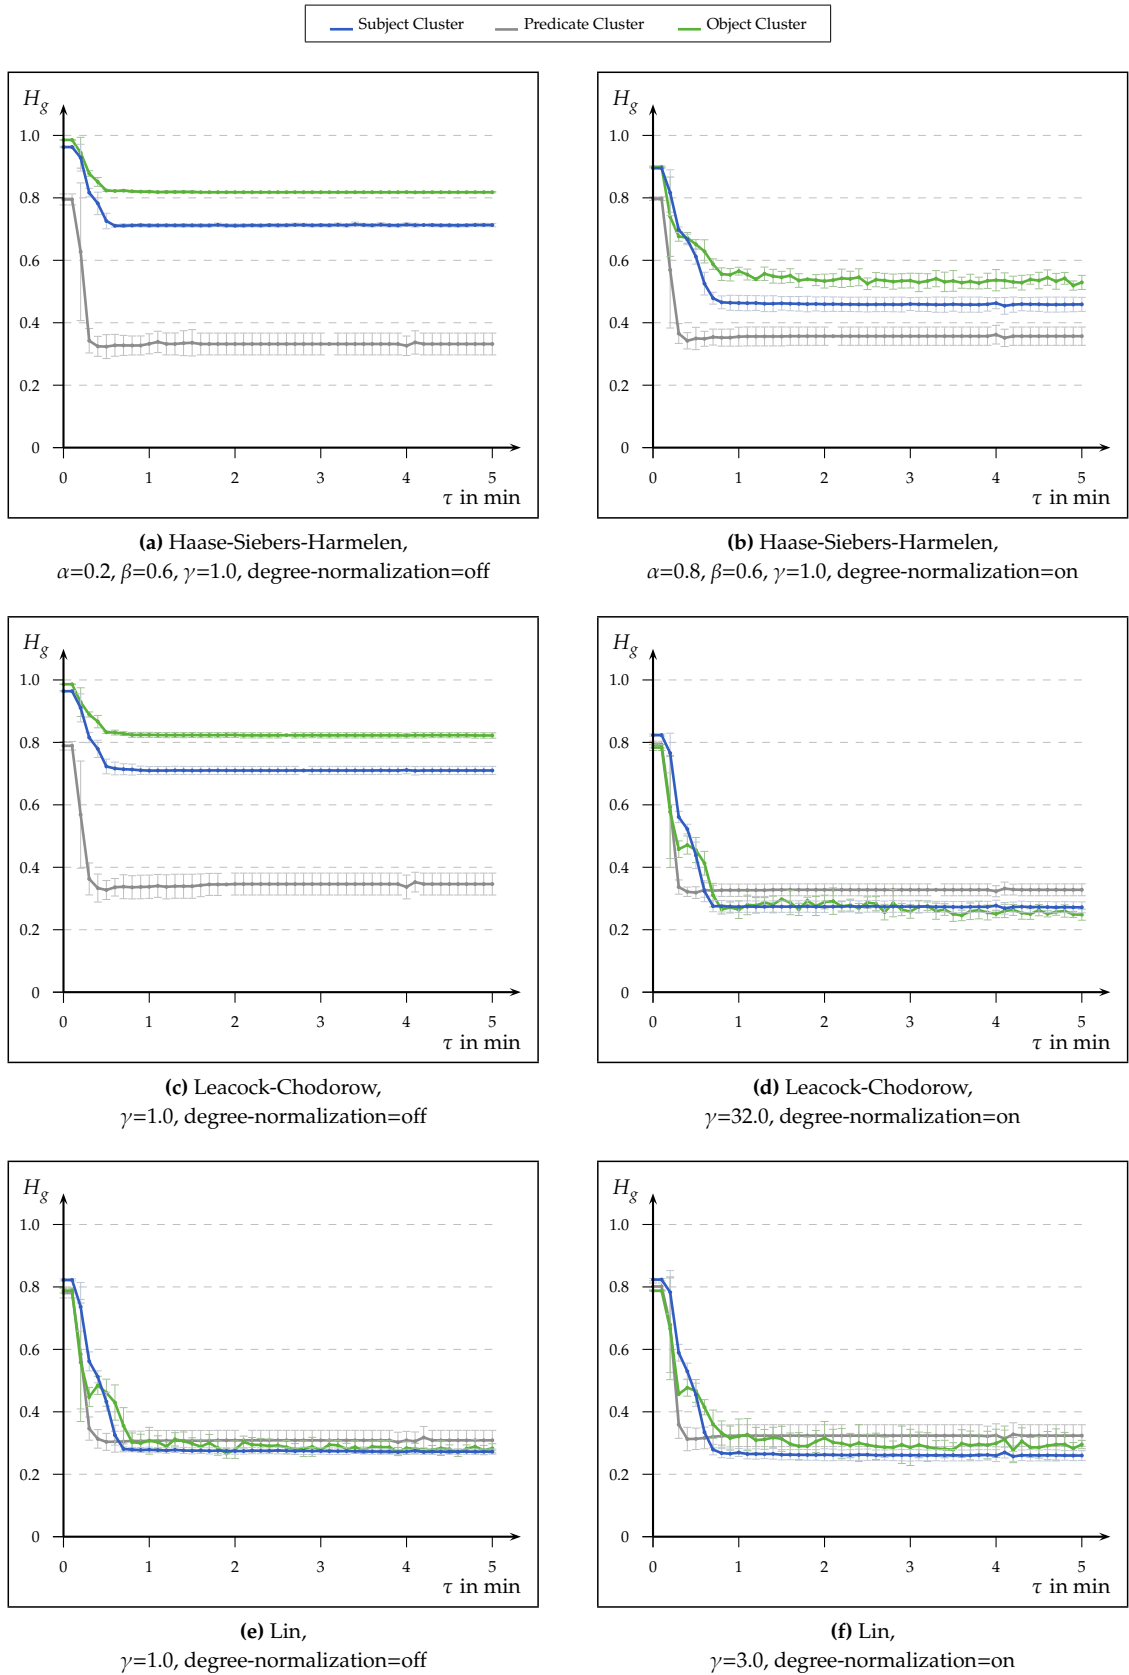 Subject Cluster Predicate Cluster Object Cluster
H_g
1.0
0.8
0.6
0.4
0.2
0
0 1 2 3 4 5
τ in min
(a) Haase-Siebers-Harmelen,
α=0.2, β=0.6, γ=1.0, degree-normalization=off
H_g
1.0
0.8
0.6
0.4
0.2
0
0 1 2 3 4 5
τ in min
(b) Haase-Siebers-Harmelen,
α=0.8, β=0.6, γ=1.0, degree-normalization=on
H_g
1.0
0.8
0.6
0.4
0.2
0
0 1 2 3 4 5
τ in min
(c) Leacock-Chodorow,
γ=1.0, degree-normalization=off
H_g
1.0
0.8
0.6
0.4
0.2
0
0 1 2 3 4 5
τ in min
(d) Leacock-Chodorow,
γ=32.0, degree-normalization=on
H_g
1.0
0.8
0.6
0.4
0.2
0
0 1 2 3 4 5
τ in min
(e) Lin,
γ=1.0, degree-normalization=off
H_g
1.0
0.8
0.6
0.4
0.2
0
0 1 2 3 4 5
τ in min
(f) Lin,
γ=3.0, degree-normalization=on